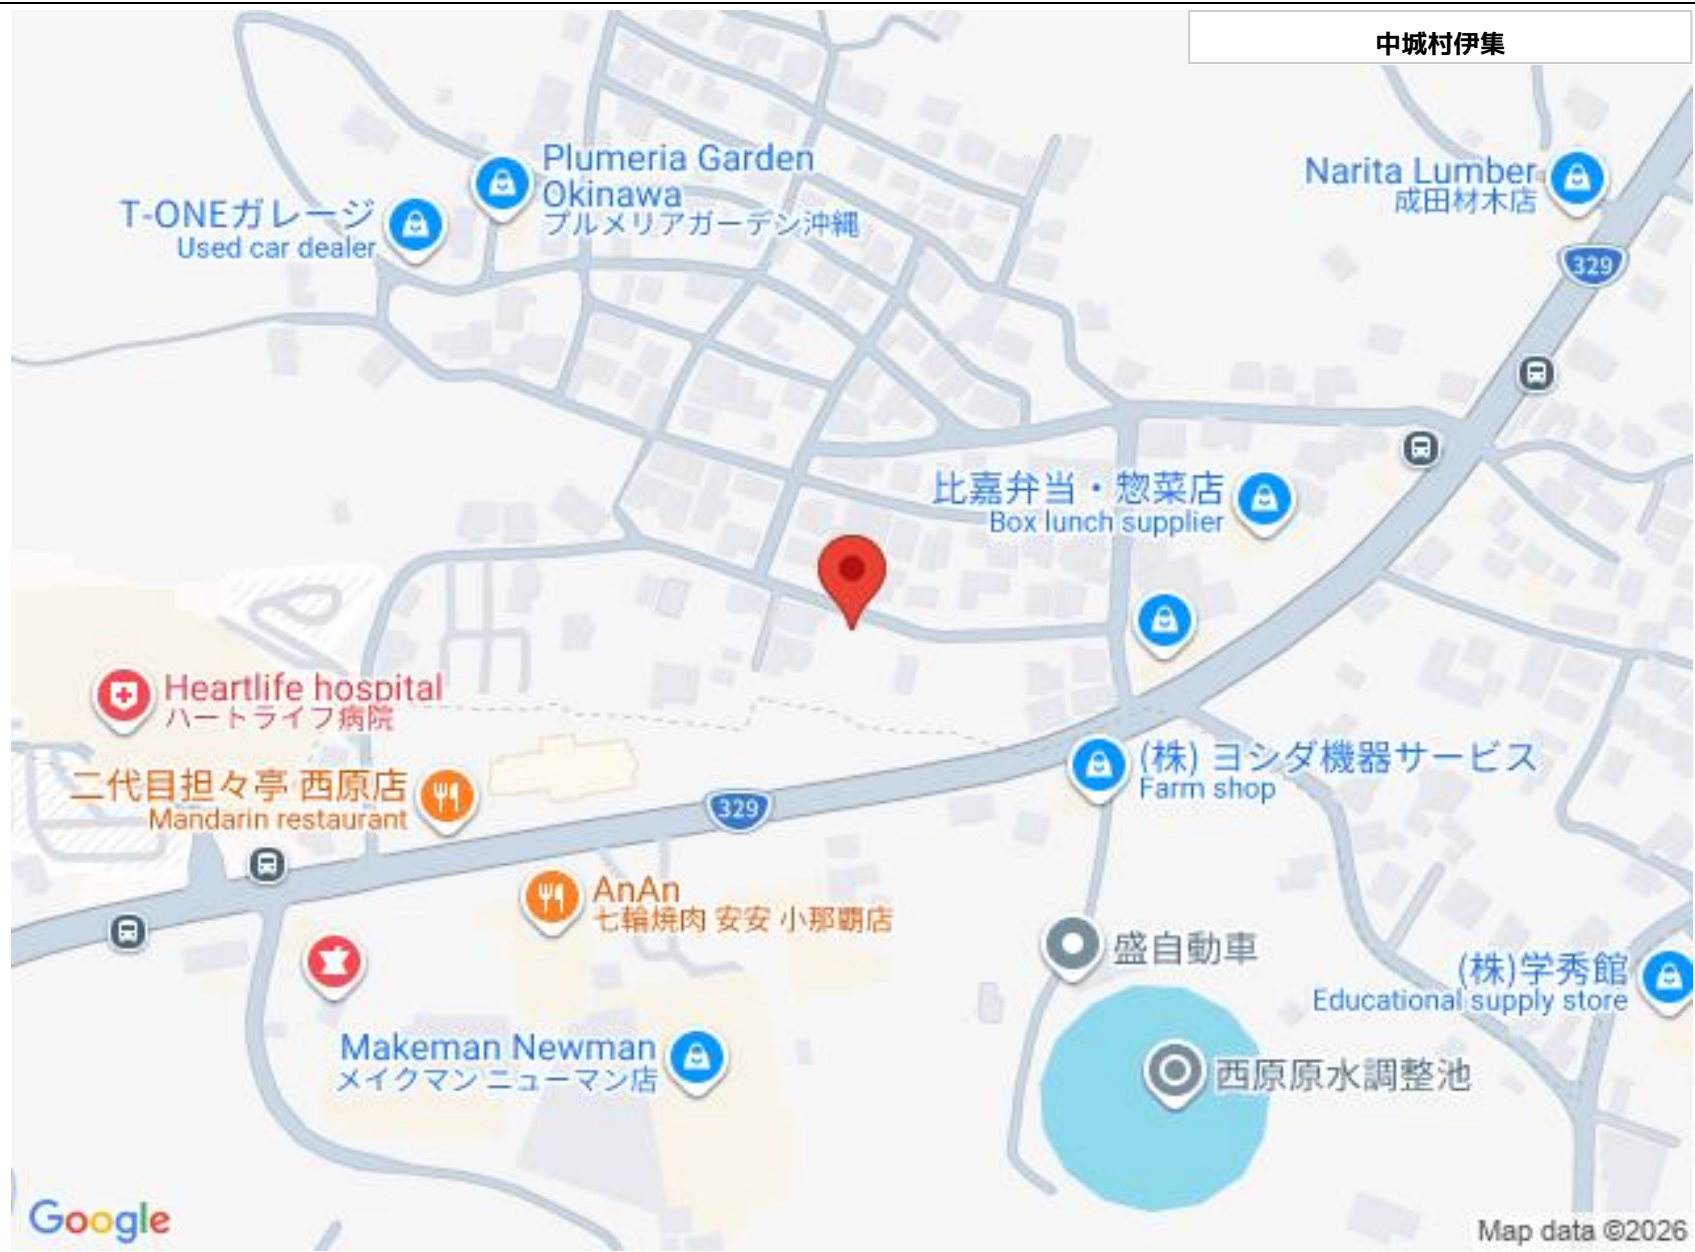 中城村伊集
Plumeria Garden
Okinawa
プルメリアガーデン沖縄
T-ONEガレージ
Used car dealer
Narita Lumber
成田材木店
329
比嘉弁当・惣菜店
Box lunch supplier
Heartlife hospital
ハートライフ病院
二代目担々亭 西原店
Mandarin restaurant
(株) ヨシダ機器サービス
Farm shop
329
AnAn
七輪焼肉 安安 小那覇店
盛自動車
(株)学秀館
Educational supply store
Makeman Newman
メイクマン ニューマン店
西原原水調整池
Google
Map data ©2026